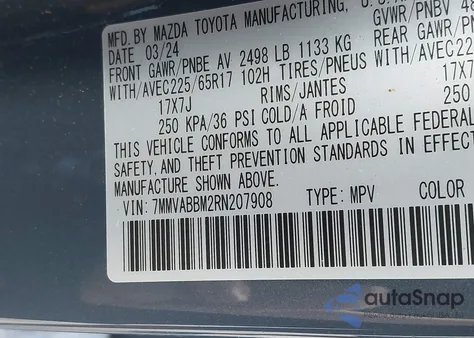 MFD. BY MAZDA TOYOTA MANUFACTURING, U.S.A.
DATE 03/24 GVWR/PNBV 48
FRONT GAWR/PNBE AV 2498 LB 1133 KG REAR GAWR/PN
WITH/AVEC225/65R17 102H TIRES/PNEUS WITH/AVEC22
17X7J RIMS/JANTES 17X7
250 KPA/36 PSI COLD/A FROID 250
THIS VEHICLE CONFORMS TO ALL APPLICABLE FEDERAL
SAFETY, AND THEFT PREVENTION STANDARDS IN EFFECT
MANUFACTURE SHOWN ABOVE.
VIN: 7MMVABBM2RN207908 TYPE: MPV COLOR
autoSnap